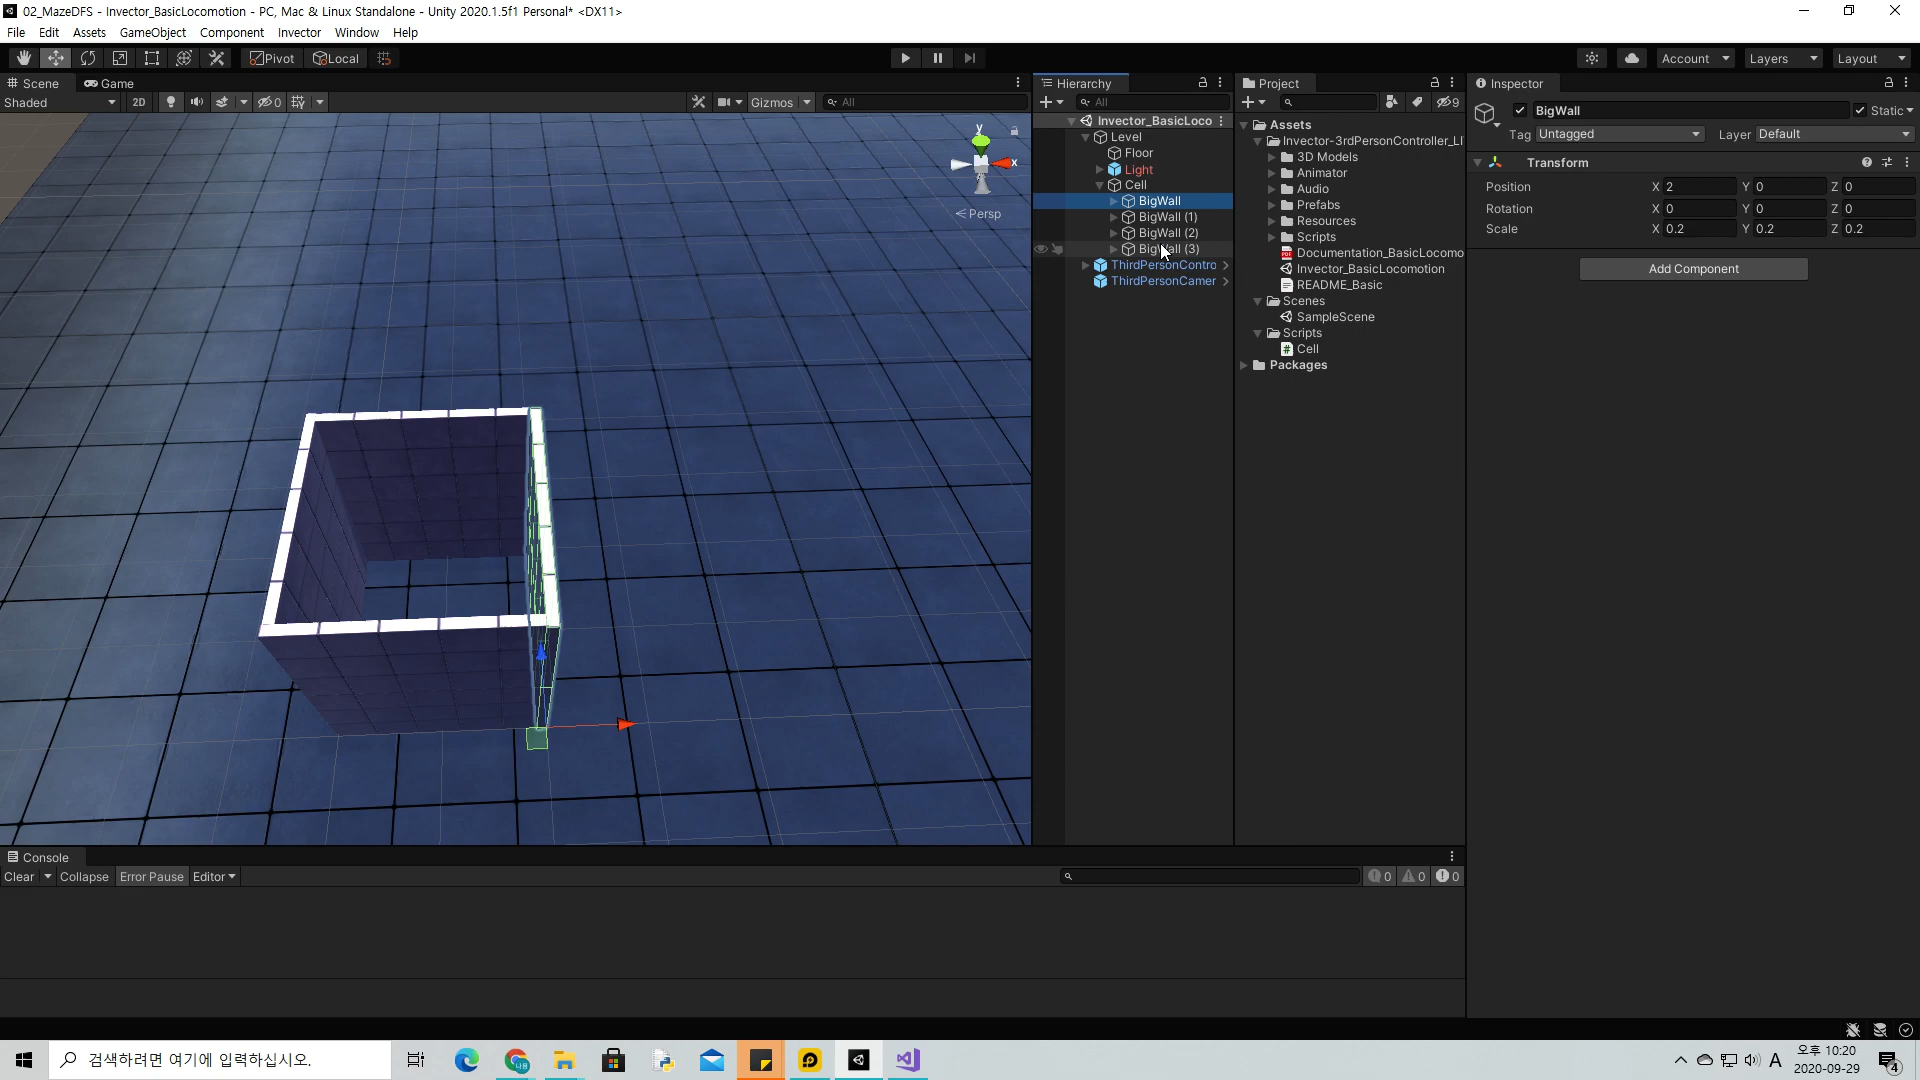 02_MazeDFS - Invector_BasicLocomotion - PC, Mac & Linux Standalone - Unity 2020.1.5f1 Personal* <DX11>
File Edit Assets GameObject Component Invector Window Help
Pivot Local Account Layers Layout
Scene Game
Shaded 2D 0 Gizmos All
y
x
Persp
Hierarchy
All
Invector_BasicLoco
Level
Floor
Light
Cell
BigWall
BigWall (1)
BigWall (2)
BigWall (3)
ThirdPersonContro
ThirdPersonCamer
Project
9
Assets
Invector-3rdPersonController_LI
3D Models
Animator
Audio
Prefabs
Resources
Scripts
Documentation_BasicLocomo
Invector_BasicLocomotion
README_Basic
Scenes
SampleScene
Scripts
Cell
Packages
Inspector
BigWall Static
Tag Untagged Layer Default
Transform
Position X 2 Y 0 Z 0
Rotation X 0 Y 0 Z 0
Scale X 0.2 Y 0.2 Z 0.2
Add Component
Console
Clear Collapse Error Pause Editor 0 0 0
검색하려면 여기에 입력하십시오.
A
오후 10:20
2020-09-29
4